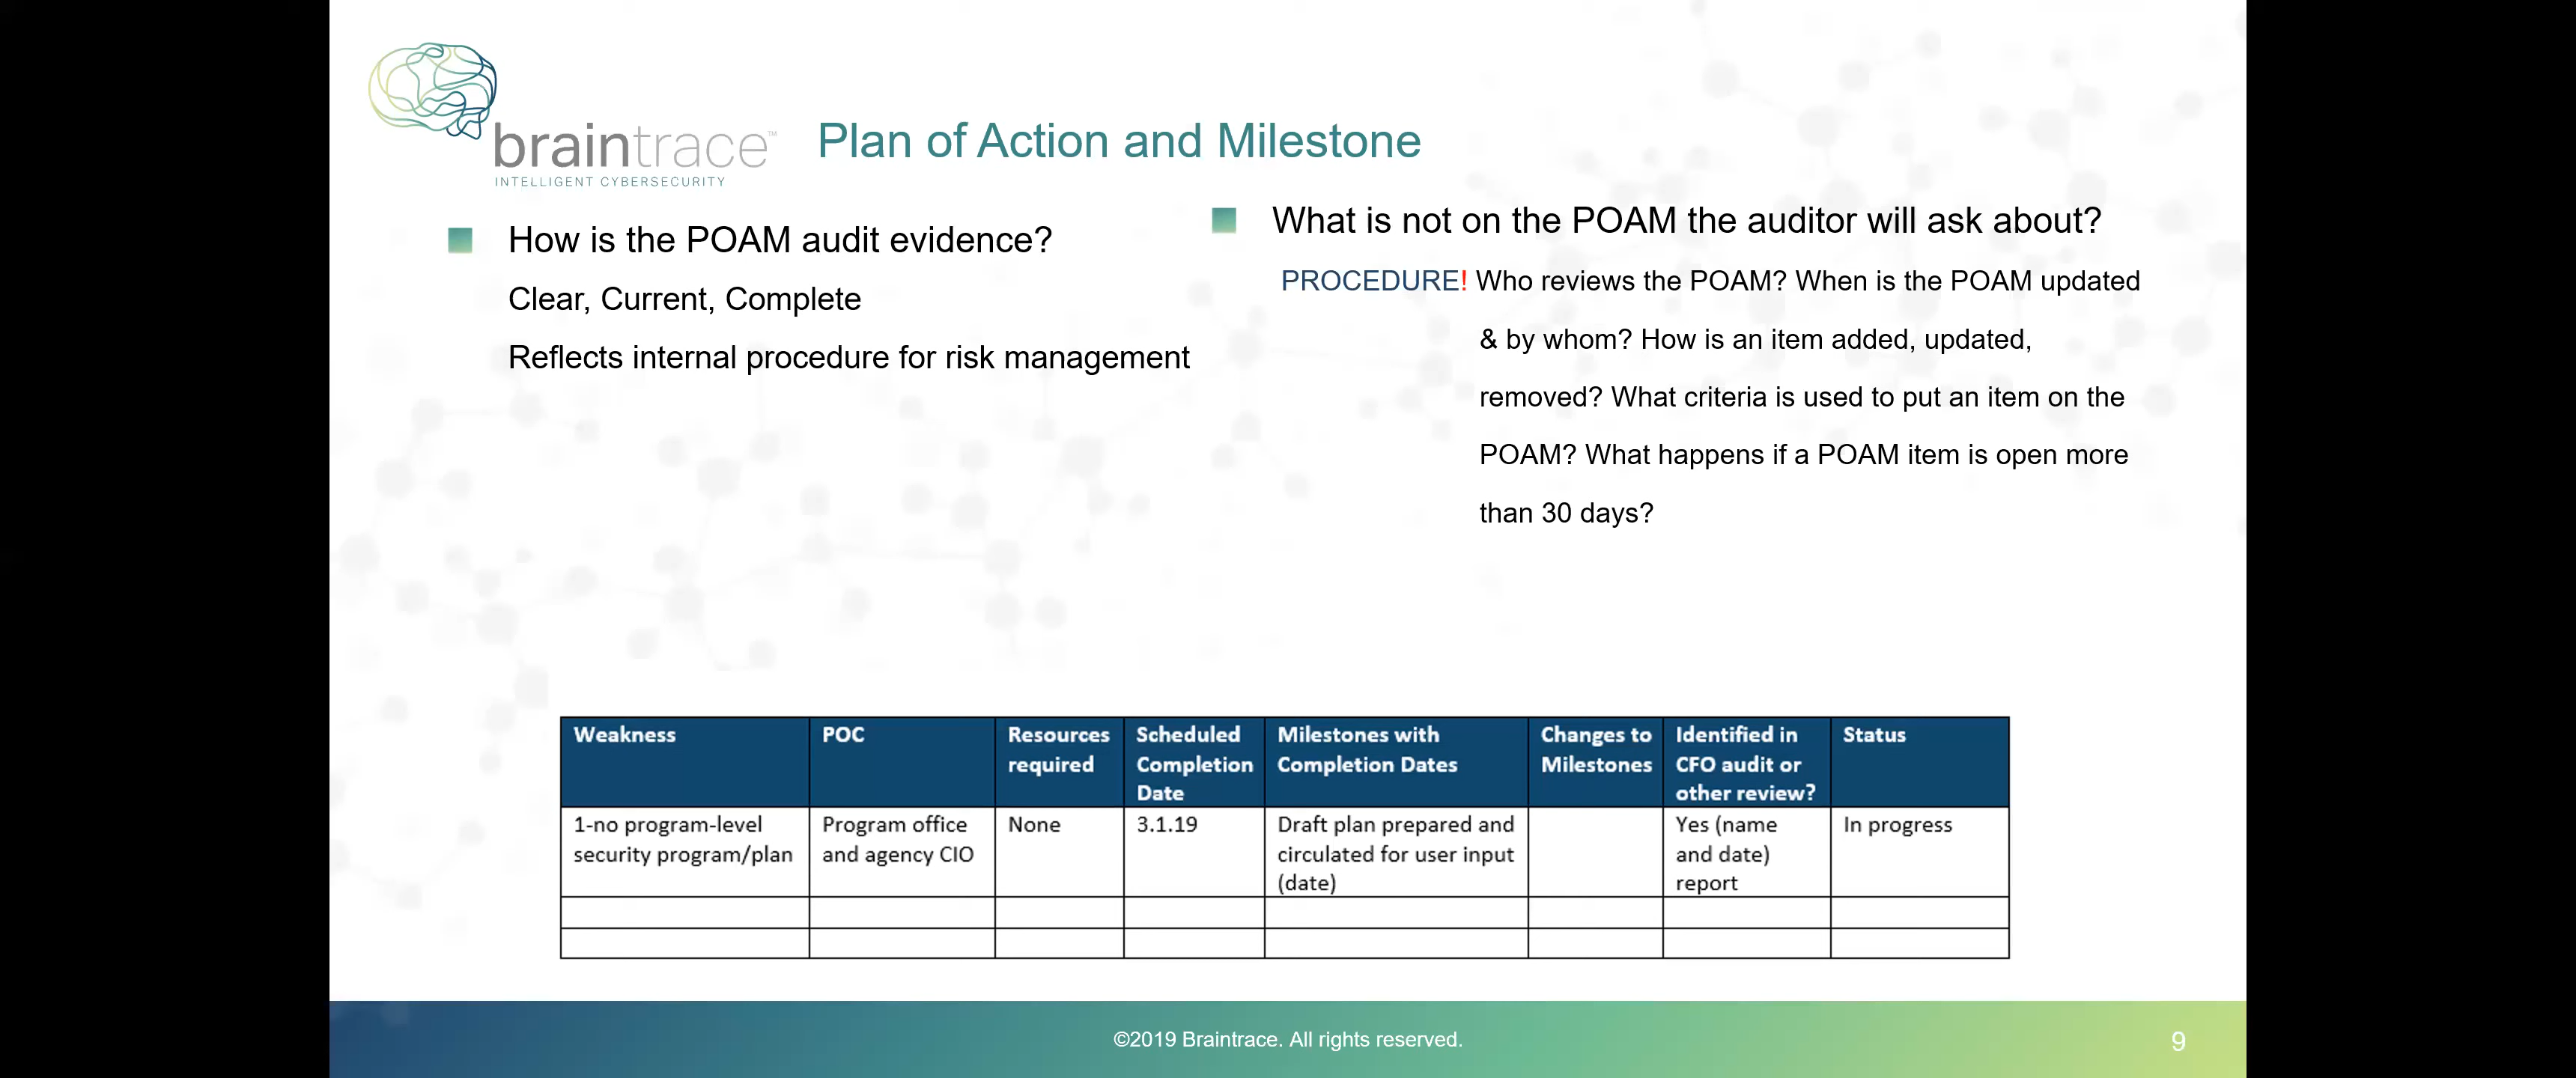 braintrace™
INTELLIGENT CYBERSECURITY
Plan of Action and Milestone
How is the POAM audit evidence?
Clear, Current, Complete
Reflects internal procedure for risk management
What is not on the POAM the auditor will ask about?
PROCEDURE! Who reviews the POAM? When is the POAM updated
& by whom? How is an item added, updated,
removed? What criteria is used to put an item on the
POAM? What happens if a POAM item is open more
than 30 days?
Weakness
POC
Resources
required
Scheduled
Completion
Date
Milestones with
Completion Dates
Changes to
Milestones
Identified in
CFO audit or
other review?
Status
1-no program-level
security program/plan
Program office
and agency CIO
None
3.1.19
Draft plan prepared and
circulated for user input
(date)
Yes (name
and date)
report
In progress
©2019 Braintrace. All rights reserved.
9